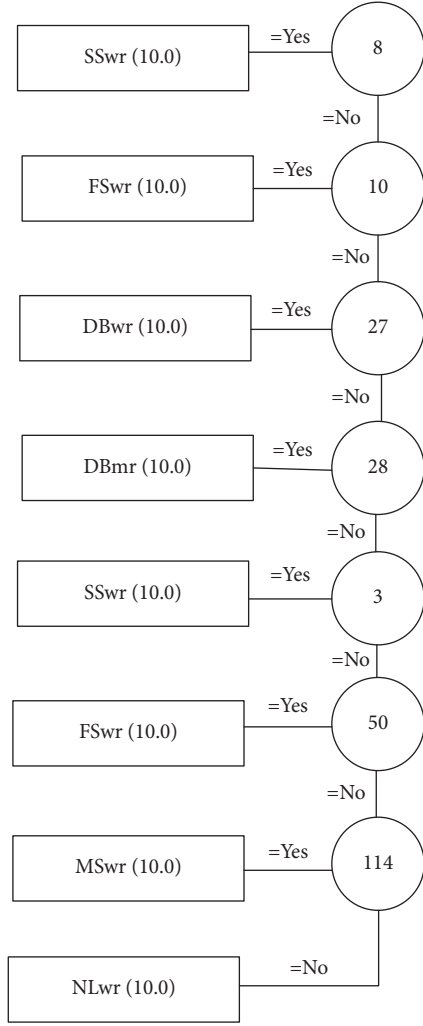 SSwr (10.0)
=Yes
8
=No
FSwr (10.0)
=Yes
10
=No
DBwr (10.0)
=Yes
27
=No
DBmr (10.0)
=Yes
28
=No
SSwr (10.0)
=Yes
3
=No
FSwr (10.0)
=Yes
50
=No
MSwr (10.0)
=Yes
114
NLwr (10.0)
=No